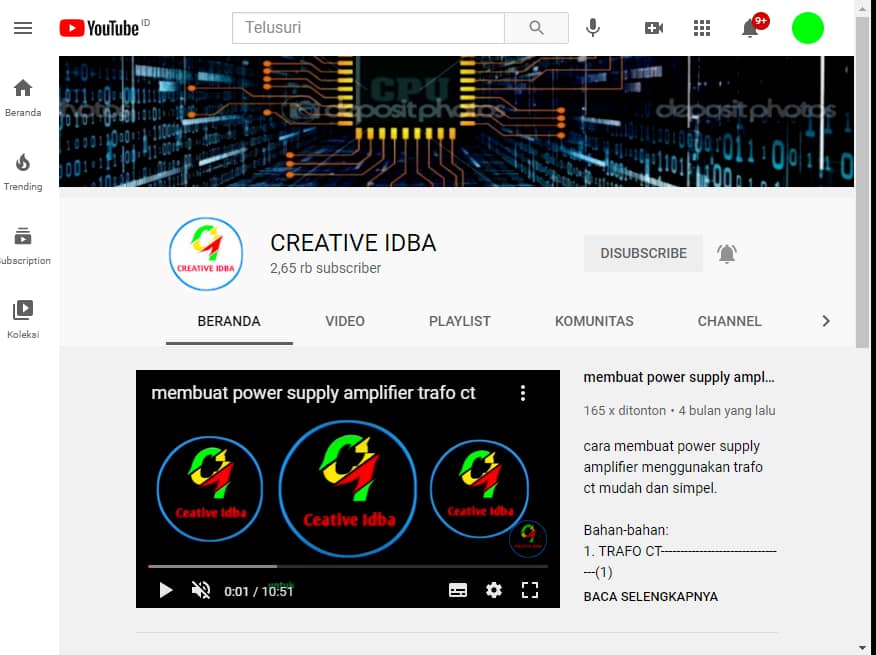 YouTube ID
Telusuri
9+
Beranda
Trending
ubscription
Koleksi
CPU
depositphotos
depositphotos
CREATIVE IDBA
CREATIVE IDBA
2,65 rb subscriber
DISUBSCRIBE
BERANDA
VIDEO
PLAYLIST
KOMUNITAS
CHANNEL
membuat power supply amplifier trafo ct
Ceative Idba
Ceative Idba
Ceative Idba
untuk
0:01 / 10:51
membuat power supply ampl...
165 x ditonton • 4 bulan yang lalu
cara membuat power supply
amplifier menggunakan trafo
ct mudah dan simpel.
Bahan-bahan:
1. TRAFO CT-----------------------------
---(1)
BACA SELENGKAPNYA